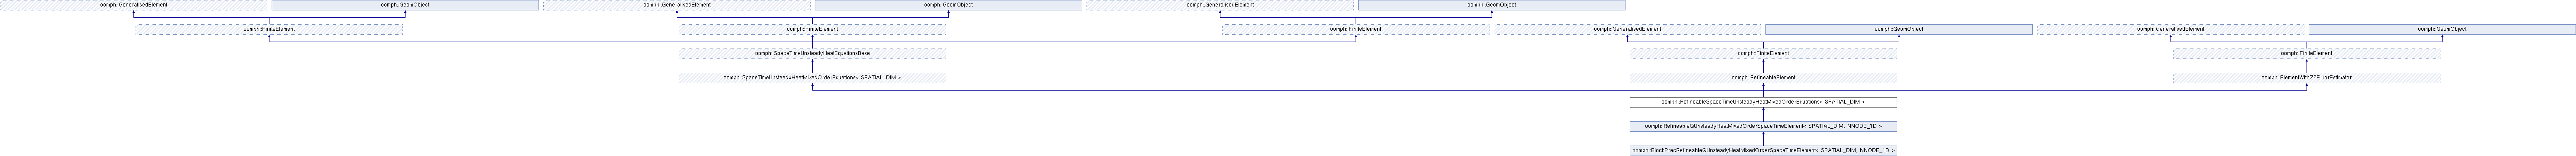 oomph::GeneralisedElement
oomph::GeomObject
oomph::GeneralisedElement
oomph::GeomObject
oomph::GeneralisedElement
oomph::GeomObject
oomph::FiniteElement
oomph::FiniteElement
oomph::FiniteElement
oomph::GeneralisedElement
oomph::GeomObject
oomph::GeneralisedElement
oomph::GeomObject
oomph::SpaceTimeUnsteadyHeatEquationsBase
oomph::FiniteElement
oomph::FiniteElement
oomph::SpaceTimeUnsteadyHeatMixedOrderEquations< SPATIAL_DIM >
oomph::RefineableElement
oomph::ElementWithZ2ErrorEstimator
oomph::RefineableSpaceTimeUnsteadyHeatMixedOrderEquations< SPATIAL_DIM >
oomph::RefineableQUnsteadyHeatMixedOrderSpaceTimeElement< SPATIAL_DIM, NNODE_1D >
oomph::BlockPrecRefineableQUnsteadyHeatMixedOrderSpaceTimeElement< SPATIAL_DIM, NNODE_1D >